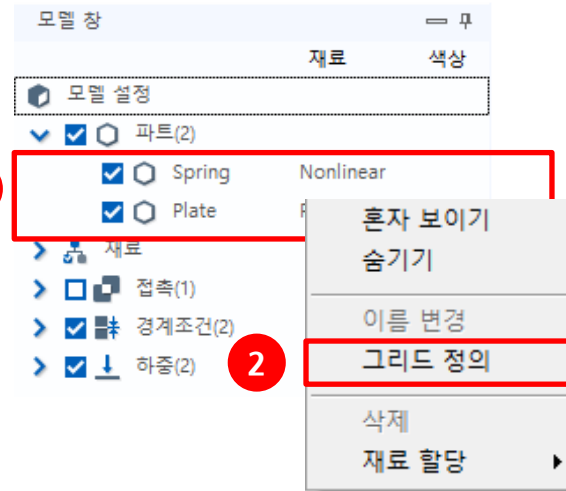 모델 창
재료 색상
모델 설정
파트(2)
Spring Nonlinear
Plate
재료
접촉(1)
경계조건(2)
하중(2)
2
혼자 보이기
숨기기
이름 변경
그리드 정의
삭제
재료 할당